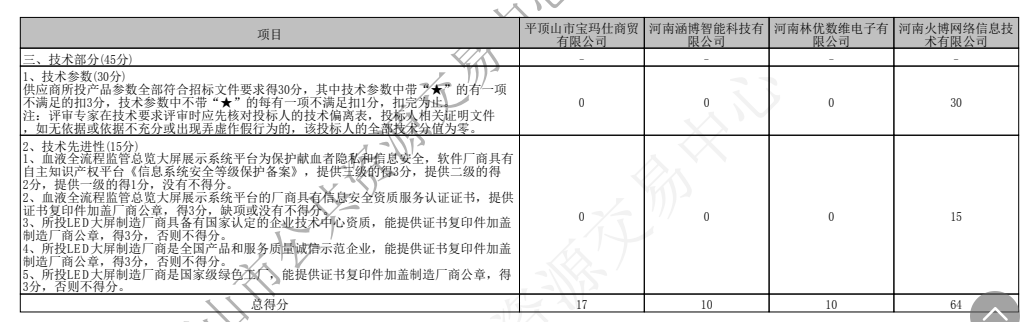 项目 平顶山市宝玛仕商贸有限公司 河南涵博智能科技有限公司 河南林优数维电子有限公司 河南火博网络信息技术有限公司
三、技术部分(45分) - - - -
1、技术参数(30分)
供应商所投产品参数全部符合招标文件要求得30分，其中技术参数中带“★”的有一项
不满足的扣3分，技术参数中不带“★”的每有一项不满足扣1分，扣完为止。
注：评审专家在技术要求评审时应先核对投标人的技术偏离表，投标人相关证明文件
，如无依据或依据不充分或出现弄虚作假行为的，该投标人的全部技术分值为零。
0 0 0 30
2、技术先进性(15分)
1、血液全流程监管总览大屏展示系统平台为保护献血者隐私和信息安全，软件厂商具有
自主知识产权平台《信息系统安全等级保护备案》，提供三级的得3分，提供二级的得
2分，提供一级的得1分，没有不得分。
2、血液全流程监管总览大屏展示系统平台的厂商具有信息安全资质服务认证证书，提供
证书复印件加盖厂商公章，得3分，缺项或没有不得分。
3、所投LED大屏制造厂商具备有国家认定的企业技术中心资质，能提供证书复印件加盖
制造厂商公章，得3分，否则不得分。
4、所投LED大屏制造厂商是全国产品和服务质量诚信示范企业，能提供证书复印件加盖
制造厂商公章，得3分，否则不得分。
5、所投LED大屏制造厂商是国家级绿色工厂，能提供证书复印件加盖制造厂商公章，得
3分，否则不得分。
0 0 0 15
总得分 17 10 10 64
山市公共资源交易中心
资源交易中心